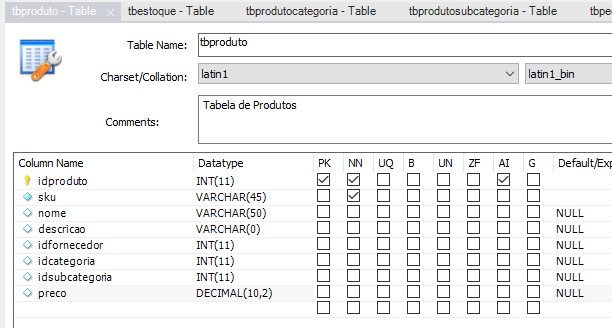 tbproduto - Table × tbestoque - Table tbprodutocategoria - Table tbprodutosubcategoria - Table tbpe
Table Name: tbproduto
Charset/Collation: latin1 latin1_bin
Comments: Tabela de Produtos
Column Name Datatype PK NN UQ B UN ZF AI G Default/Exp
idproduto INT(11)
sku VARCHAR(45)
nome VARCHAR(50) NULL
descricao VARCHAR(0) NULL
idfornecedor INT(11) NULL
idcategoria INT(11) NULL
idsubcategoria INT(11) NULL
preco DECIMAL(10,2) NULL